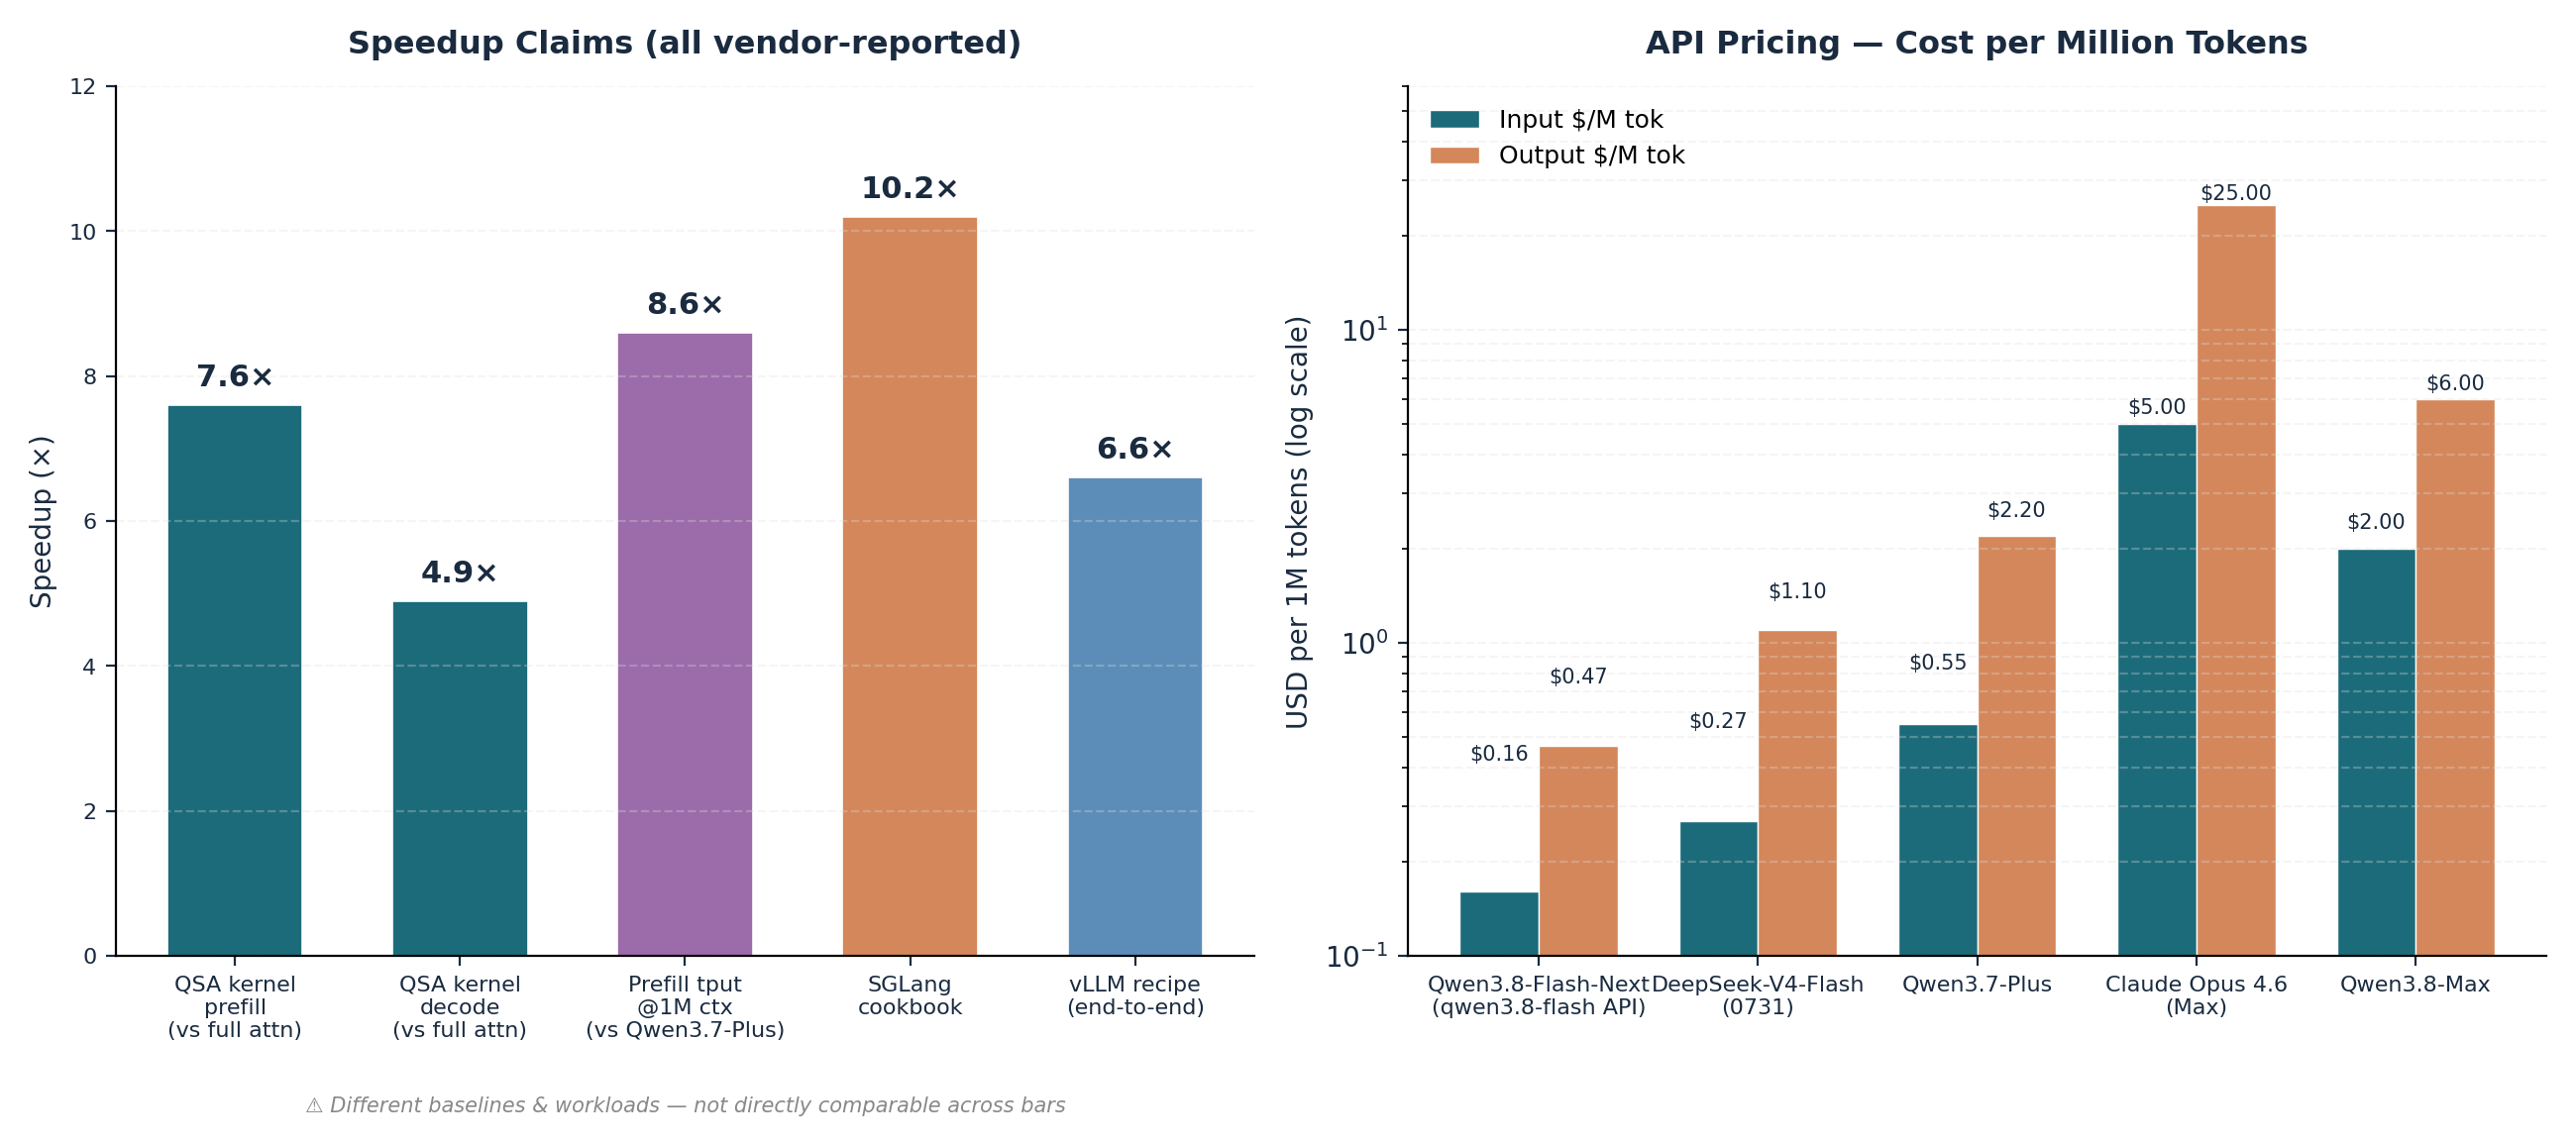 Speedup Claims (all vendor-reported)
Speedup (×)
12
10
8
6
4
2
0
7.6×
4.9×
8.6×
10.2×
6.6×
QSA kernel
prefill
(vs full attn)
QSA kernel
decode
(vs full attn)
Prefill tput
@1M ctx
(vs Qwen3.7-Plus)
SGLang
cookbook
vLLM recipe
(end-to-end)
⚠ Different baselines & workloads — not directly comparable across bars
API Pricing — Cost per Million Tokens
USD per 1M tokens (log scale)
Input $/M tok
Output $/M tok
10¹
10⁰
10⁻¹
$0.16
$0.47
$0.27
$1.10
$0.55
$2.20
$5.00
$25.00
$2.00
$6.00
Qwen3.8-Flash-Next
(qwen3.8-flash API)
DeepSeek-V4-Flash
(0731)
Qwen3.7-Plus
Claude Opus 4.6
(Max)
Qwen3.8-Max